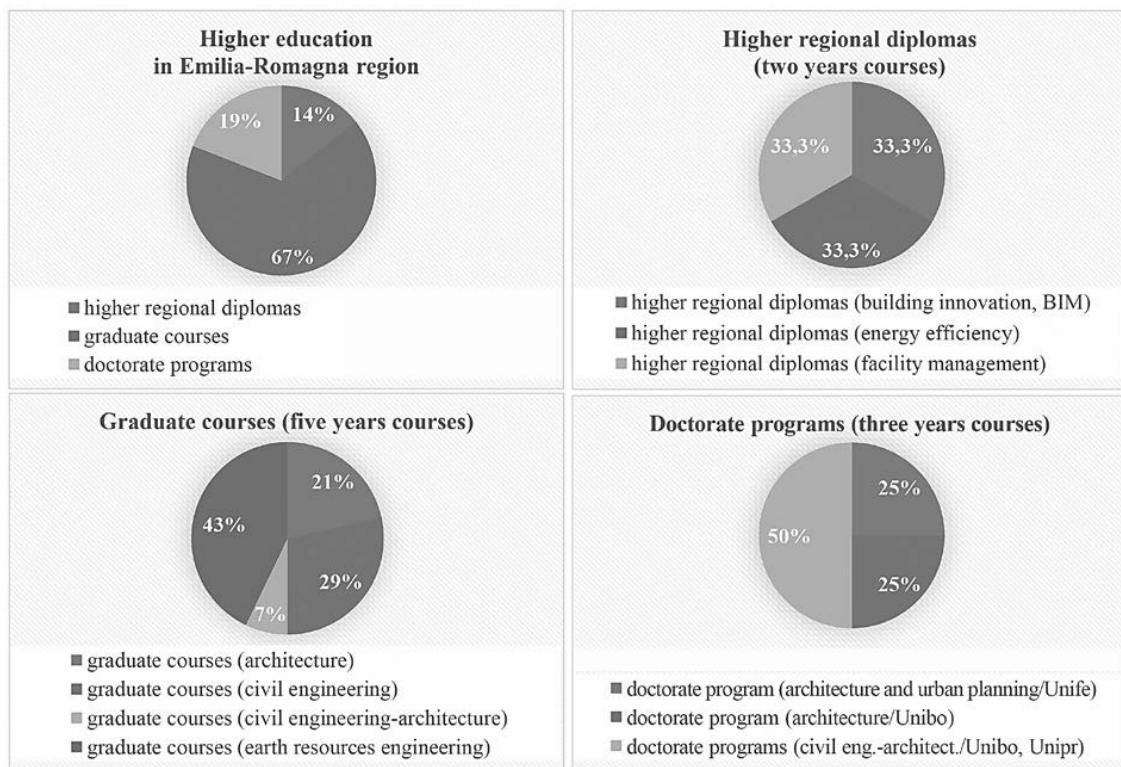 Higher education
in Emilia-Romagna region
19%
14%
67%
higher regional diplomas
graduate courses
doctorate programs
Higher regional diplomas
(two years courses)
33,3%
33,3%
33,3%
higher regional diplomas (building innovation, BIM)
higher regional diplomas (energy efficiency)
higher regional diplomas (facility management)
Graduate courses (five years courses)
21%
43%
29%
7%
graduate courses (architecture)
graduate courses (civil engineering)
graduate courses (civil engineering-architecture)
graduate courses (earth resources engineering)
Doctorate programs (three years courses)
25%
50%
25%
doctorate program (architecture and urban planning/Unife)
doctorate program (architecture/Unibo)
doctorate programs (civil eng.-architect./Unibo, Unipr)